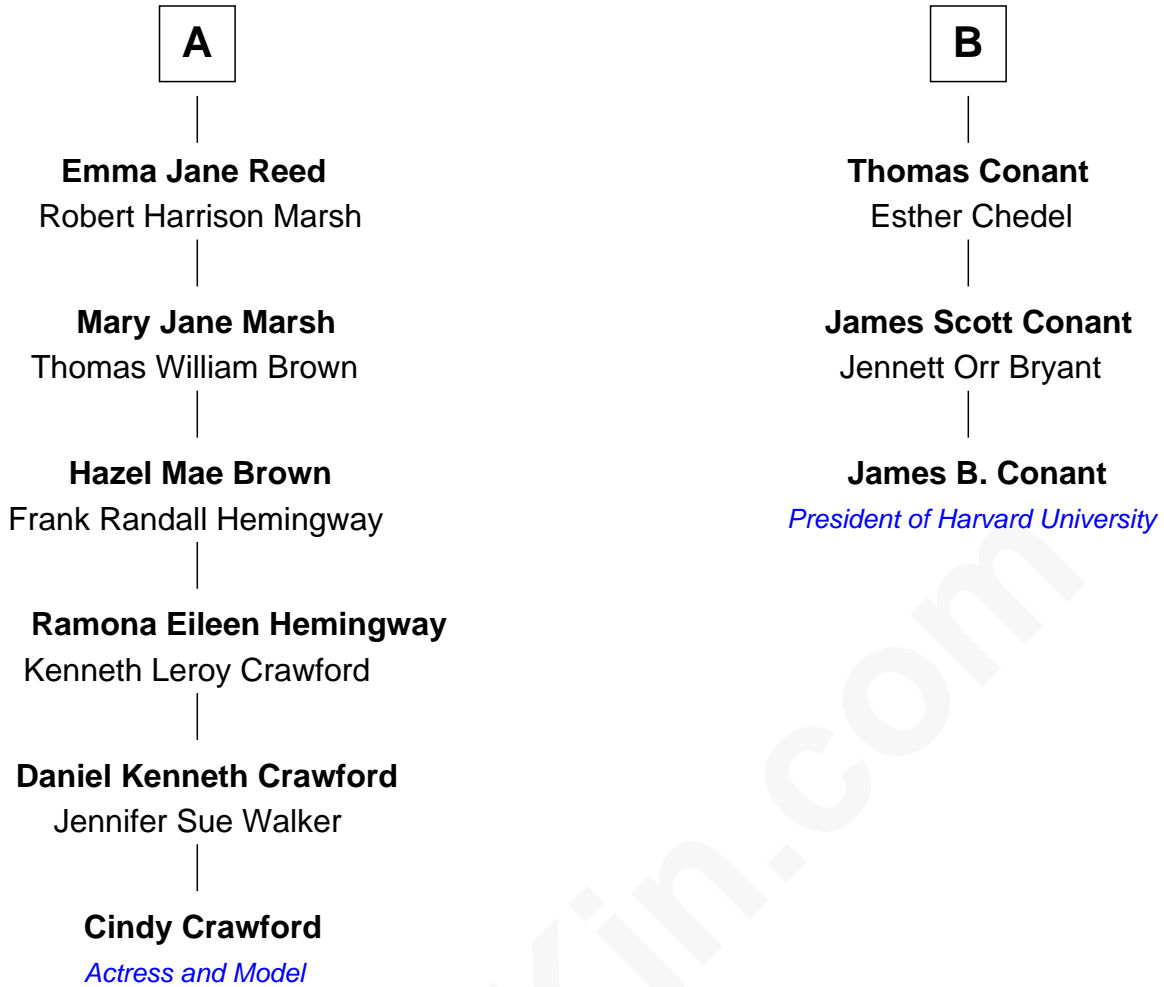 A
Emma Jane Reed
Robert Harrison Marsh
Mary Jane Marsh
Thomas William Brown
Hazel Mae Brown
Frank Randall Hemingway
Ramona Eileen Hemingway
Kenneth Leroy Crawford
Daniel Kenneth Crawford
Jennifer Sue Walker
Cindy Crawford
Actress and Model
B
Thomas Conant
Esther Chedel
James Scott Conant
Jennett Orr Bryant
James B. Conant
President of Harvard University